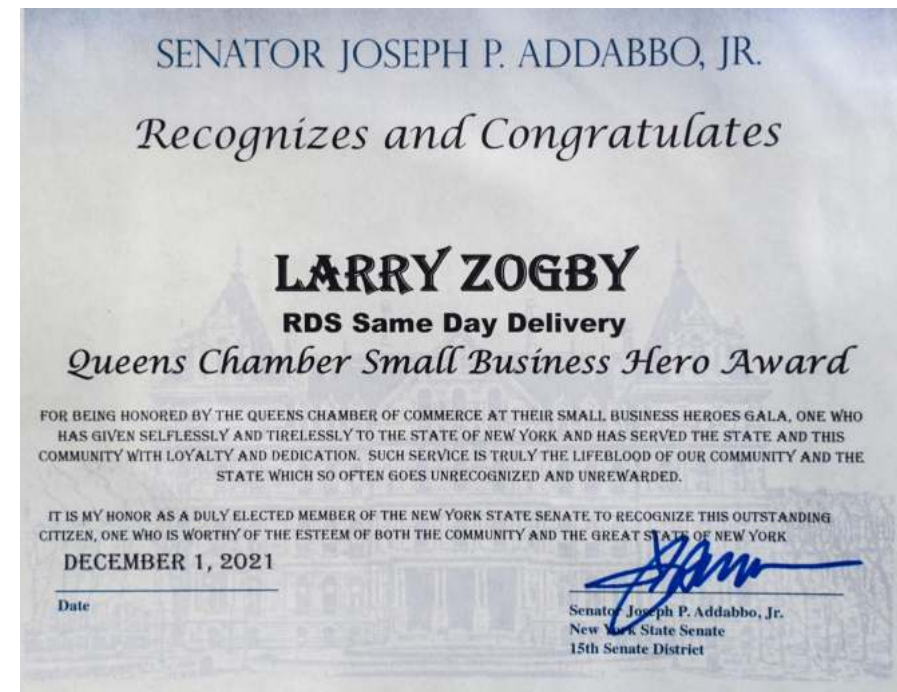 SENATOR JOSEPH P. ADDABBO, JR.
Recognizes and Congratulates
LARRY ZOGBY
RDS Same Day Delivery
Queens Chamber Small Business Hero Award
FOR BEING HONORED BY THE QUEENS CHAMBER OF COMMERCE AT THEIR SMALL BUSINESS HEROES GALA, ONE WHO
HAS GIVEN SELFLESSLY AND TIRELESSLY TO THE STATE OF NEW YORK AND HAS SERVED THE STATE AND THIS
COMMUNITY WITH LOYALTY AND DEDICATION. SUCH SERVICE IS TRULY THE LIFEBLOOD OF OUR COMMUNITY AND THE
STATE WHICH SO OFTEN GOES UNRECOGNIZED AND UNREWARDED.
IT IS MY HONOR AS A DULY ELECTED MEMBER OF THE NEW YORK STATE SENATE TO RECOGNIZE THIS OUTSTANDING
CITIZEN, ONE WHO IS WORTHY OF THE ESTEEM OF BOTH THE COMMUNITY AND THE GREAT STATE OF NEW YORK
DECEMBER 1, 2021
Date
Senator Joseph P. Addabbo, Jr.
New York State Senate
15th Senate District